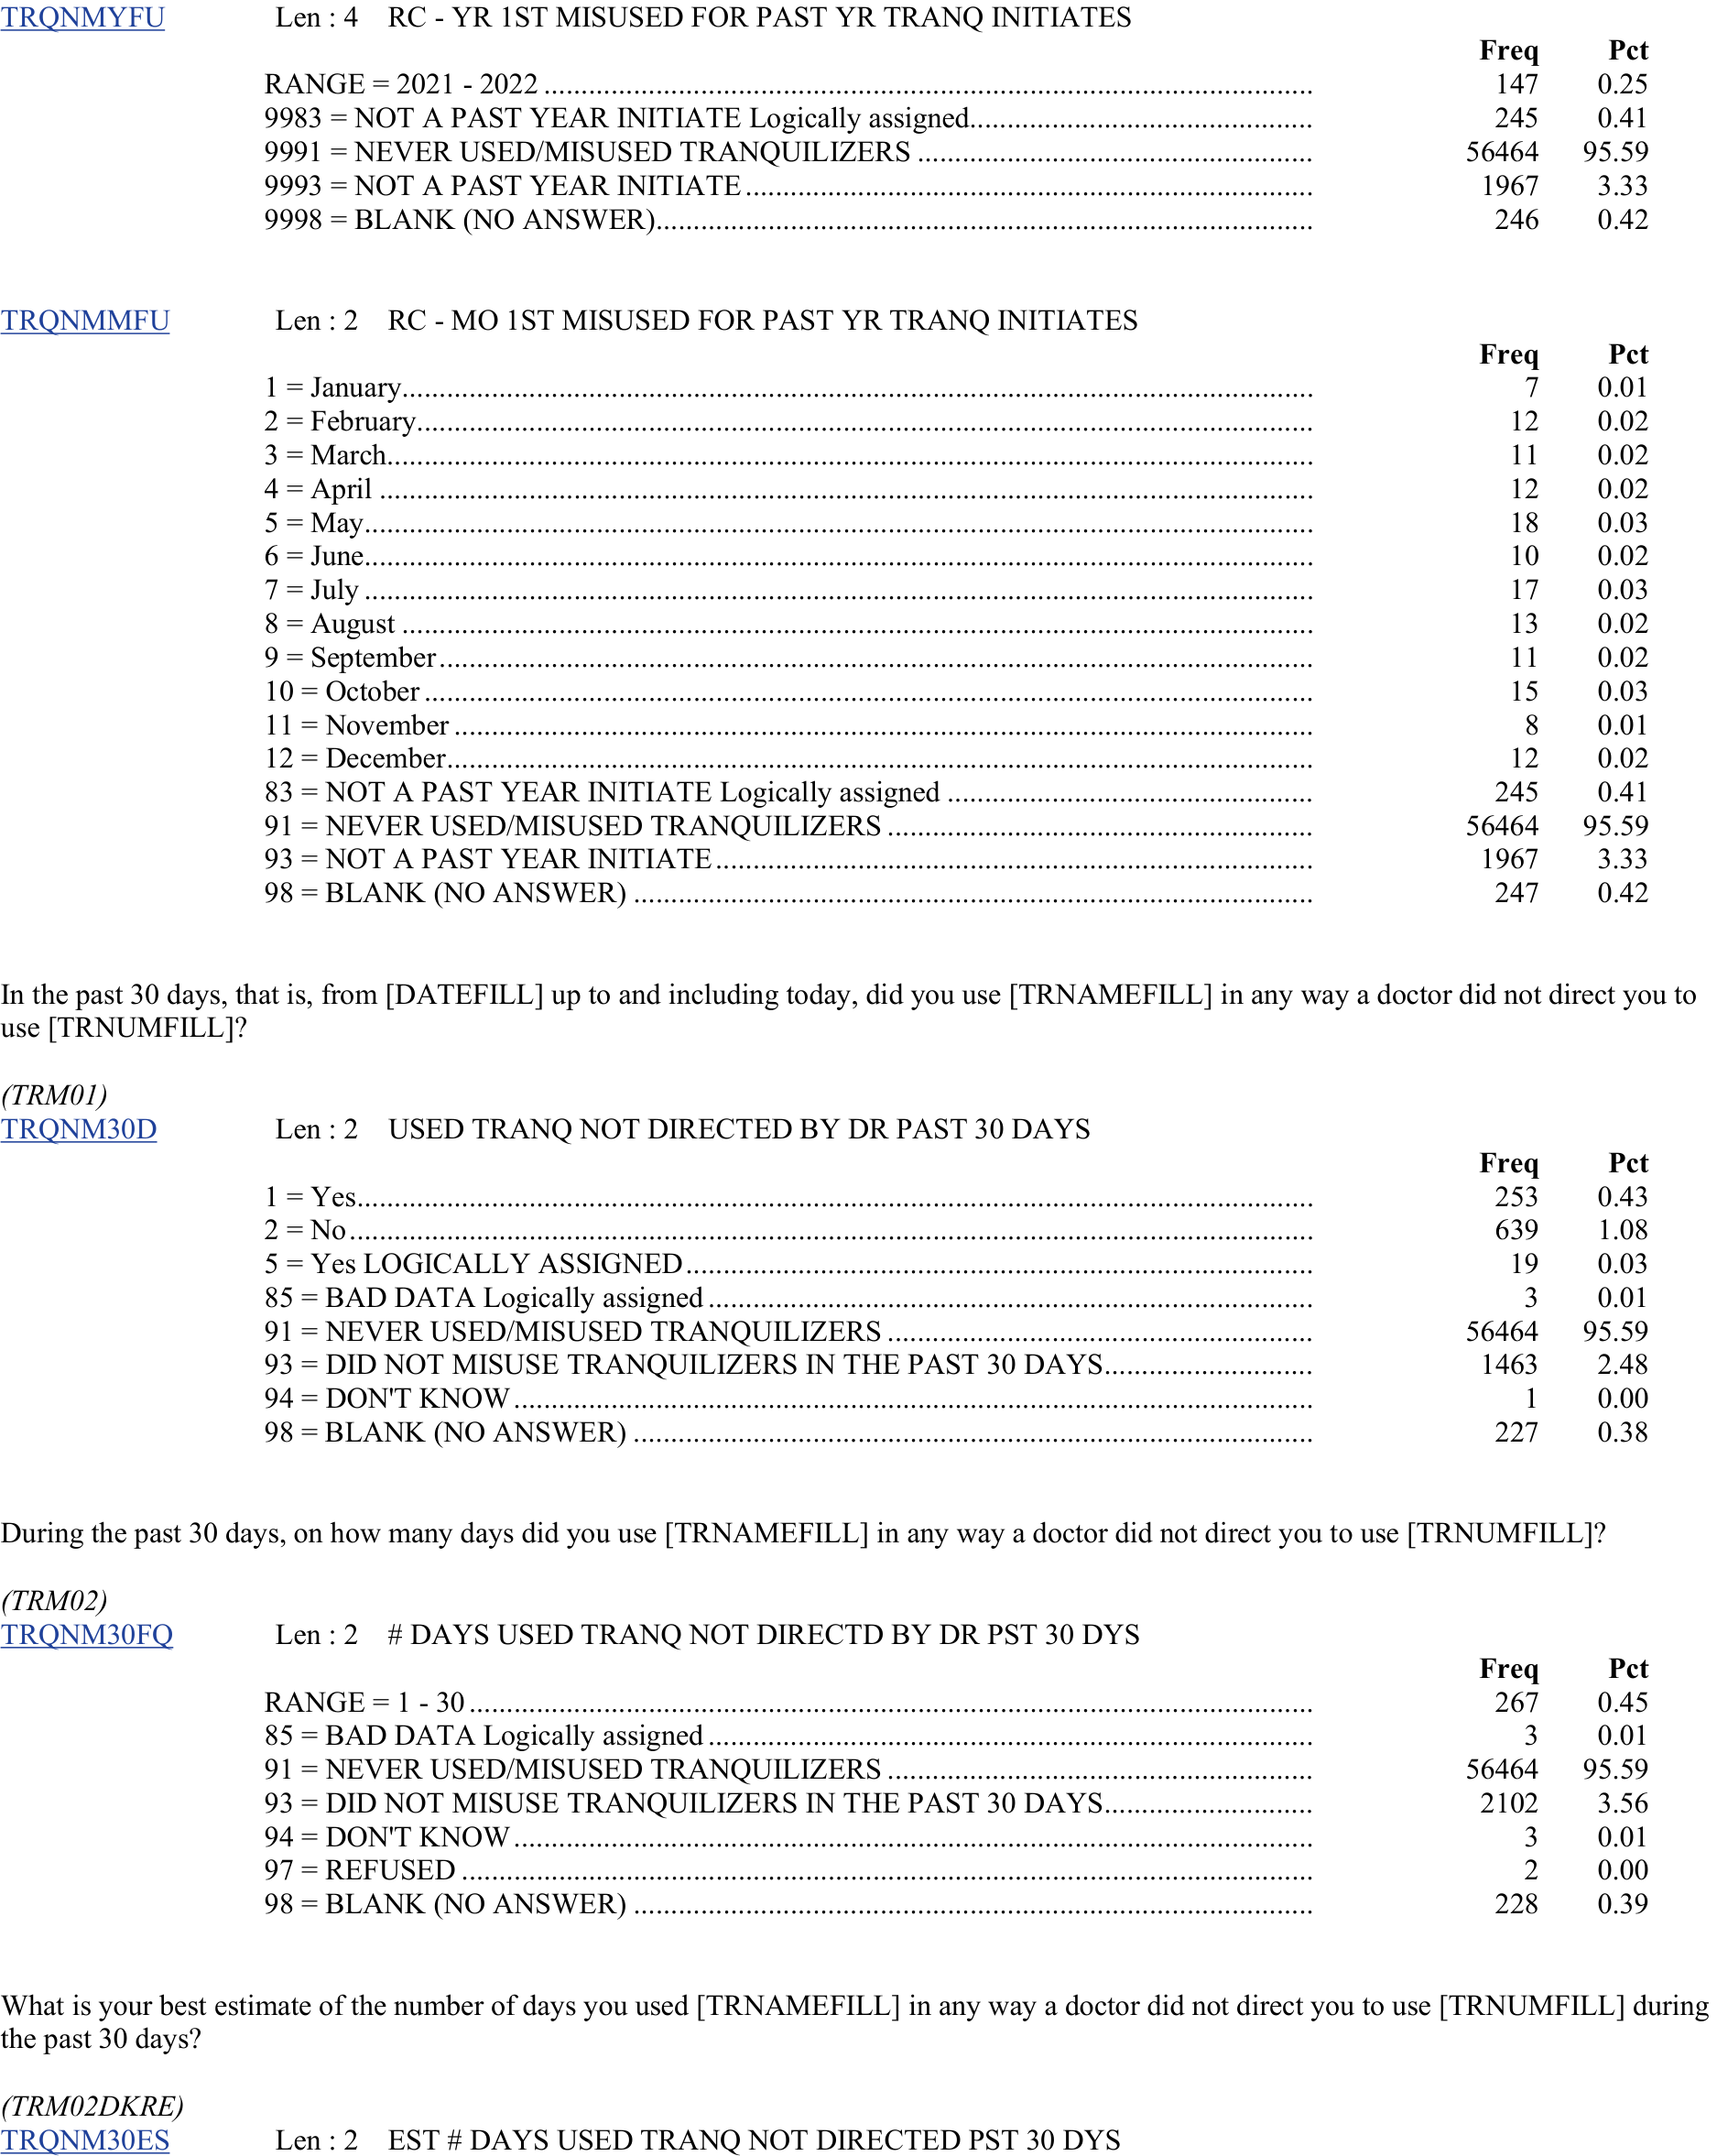 TRQNMYFU Len : 4 RC - YR 1ST MISUSED FOR PAST YR TRANQ INITIATES
Freq Pct
RANGE = 2021 - 2022 147 0.25
9983 = NOT A PAST YEAR INITIATE Logically assigned 245 0.41
9991 = NEVER USED/MISUSED TRANQUILIZERS 56464 95.59
9993 = NOT A PAST YEAR INITIATE 1967 3.33
9998 = BLANK (NO ANSWER) 246 0.42
TRQNMMFU Len : 2 RC - MO 1ST MISUSED FOR PAST YR TRANQ INITIATES
Freq Pct
1 = January 7 0.01
2 = February 12 0.02
3 = March 11 0.02
4 = April 12 0.02
5 = May 18 0.03
6 = June 10 0.02
7 = July 17 0.03
8 = August 13 0.02
9 = September 11 0.02
10 = October 15 0.03
11 = November 8 0.01
12 = December 12 0.02
83 = NOT A PAST YEAR INITIATE Logically assigned 245 0.41
91 = NEVER USED/MISUSED TRANQUILIZERS 56464 95.59
93 = NOT A PAST YEAR INITIATE 1967 3.33
98 = BLANK (NO ANSWER) 247 0.42
In the past 30 days, that is, from [DATEFILL] up to and including today, did you use [TRNAMEFILL] in any way a doctor did not direct you to
use [TRNUMFILL]?
(TRM01)
TRQNM30D Len : 2 USED TRANQ NOT DIRECTED BY DR PAST 30 DAYS
Freq Pct
1 = Yes 253 0.43
2 = No 639 1.08
5 = Yes LOGICALLY ASSIGNED 19 0.03
85 = BAD DATA Logically assigned 3 0.01
91 = NEVER USED/MISUSED TRANQUILIZERS 56464 95.59
93 = DID NOT MISUSE TRANQUILIZERS IN THE PAST 30 DAYS 1463 2.48
94 = DON'T KNOW 1 0.00
98 = BLANK (NO ANSWER) 227 0.38
During the past 30 days, on how many days did you use [TRNAMEFILL] in any way a doctor did not direct you to use [TRNUMFILL]?
(TRM02)
TRQNM30FQ Len : 2 # DAYS USED TRANQ NOT DIRECTD BY DR PST 30 DYS
Freq Pct
RANGE = 1 - 30 267 0.45
85 = BAD DATA Logically assigned 3 0.01
91 = NEVER USED/MISUSED TRANQUILIZERS 56464 95.59
93 = DID NOT MISUSE TRANQUILIZERS IN THE PAST 30 DAYS 2102 3.56
94 = DON'T KNOW 3 0.01
97 = REFUSED 2 0.00
98 = BLANK (NO ANSWER) 228 0.39
What is your best estimate of the number of days you used [TRNAMEFILL] in any way a doctor did not direct you to use [TRNUMFILL] during
the past 30 days?
(TRM02DKRE)
TRQNM30ES Len : 2 EST # DAYS USED TRANQ NOT DIRECTED PST 30 DYS